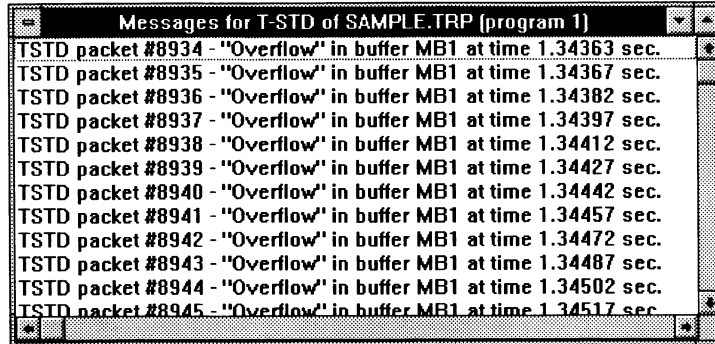 Messages for T-STD of SAMPLE.TRP (program 1)
TSTD packet #8934 - "Overflow" in buffer MB1 at time 1.34363 sec.
TSTD packet #8935 - "Overflow" in buffer MB1 at time 1.34367 sec.
TSTD packet #8936 - "Overflow" in buffer MB1 at time 1.34382 sec.
TSTD packet #8937 - "Overflow" in buffer MB1 at time 1.34397 sec.
TSTD packet #8938 - "Overflow" in buffer MB1 at time 1.34412 sec.
TSTD packet #8939 - "Overflow" in buffer MB1 at time 1.34427 sec.
TSTD packet #8940 - "Overflow" in buffer MB1 at time 1.34442 sec.
TSTD packet #8941 - "Overflow" in buffer MB1 at time 1.34457 sec.
TSTD packet #8942 - "Overflow" in buffer MB1 at time 1.34472 sec.
TSTD packet #8943 - "Overflow" in buffer MB1 at time 1.34487 sec.
TSTD packet #8944 - "Overflow" in buffer MB1 at time 1.34502 sec.
TSTD packet #8945 - "Overflow" in buffer MB1 at time 1.34517 sec.